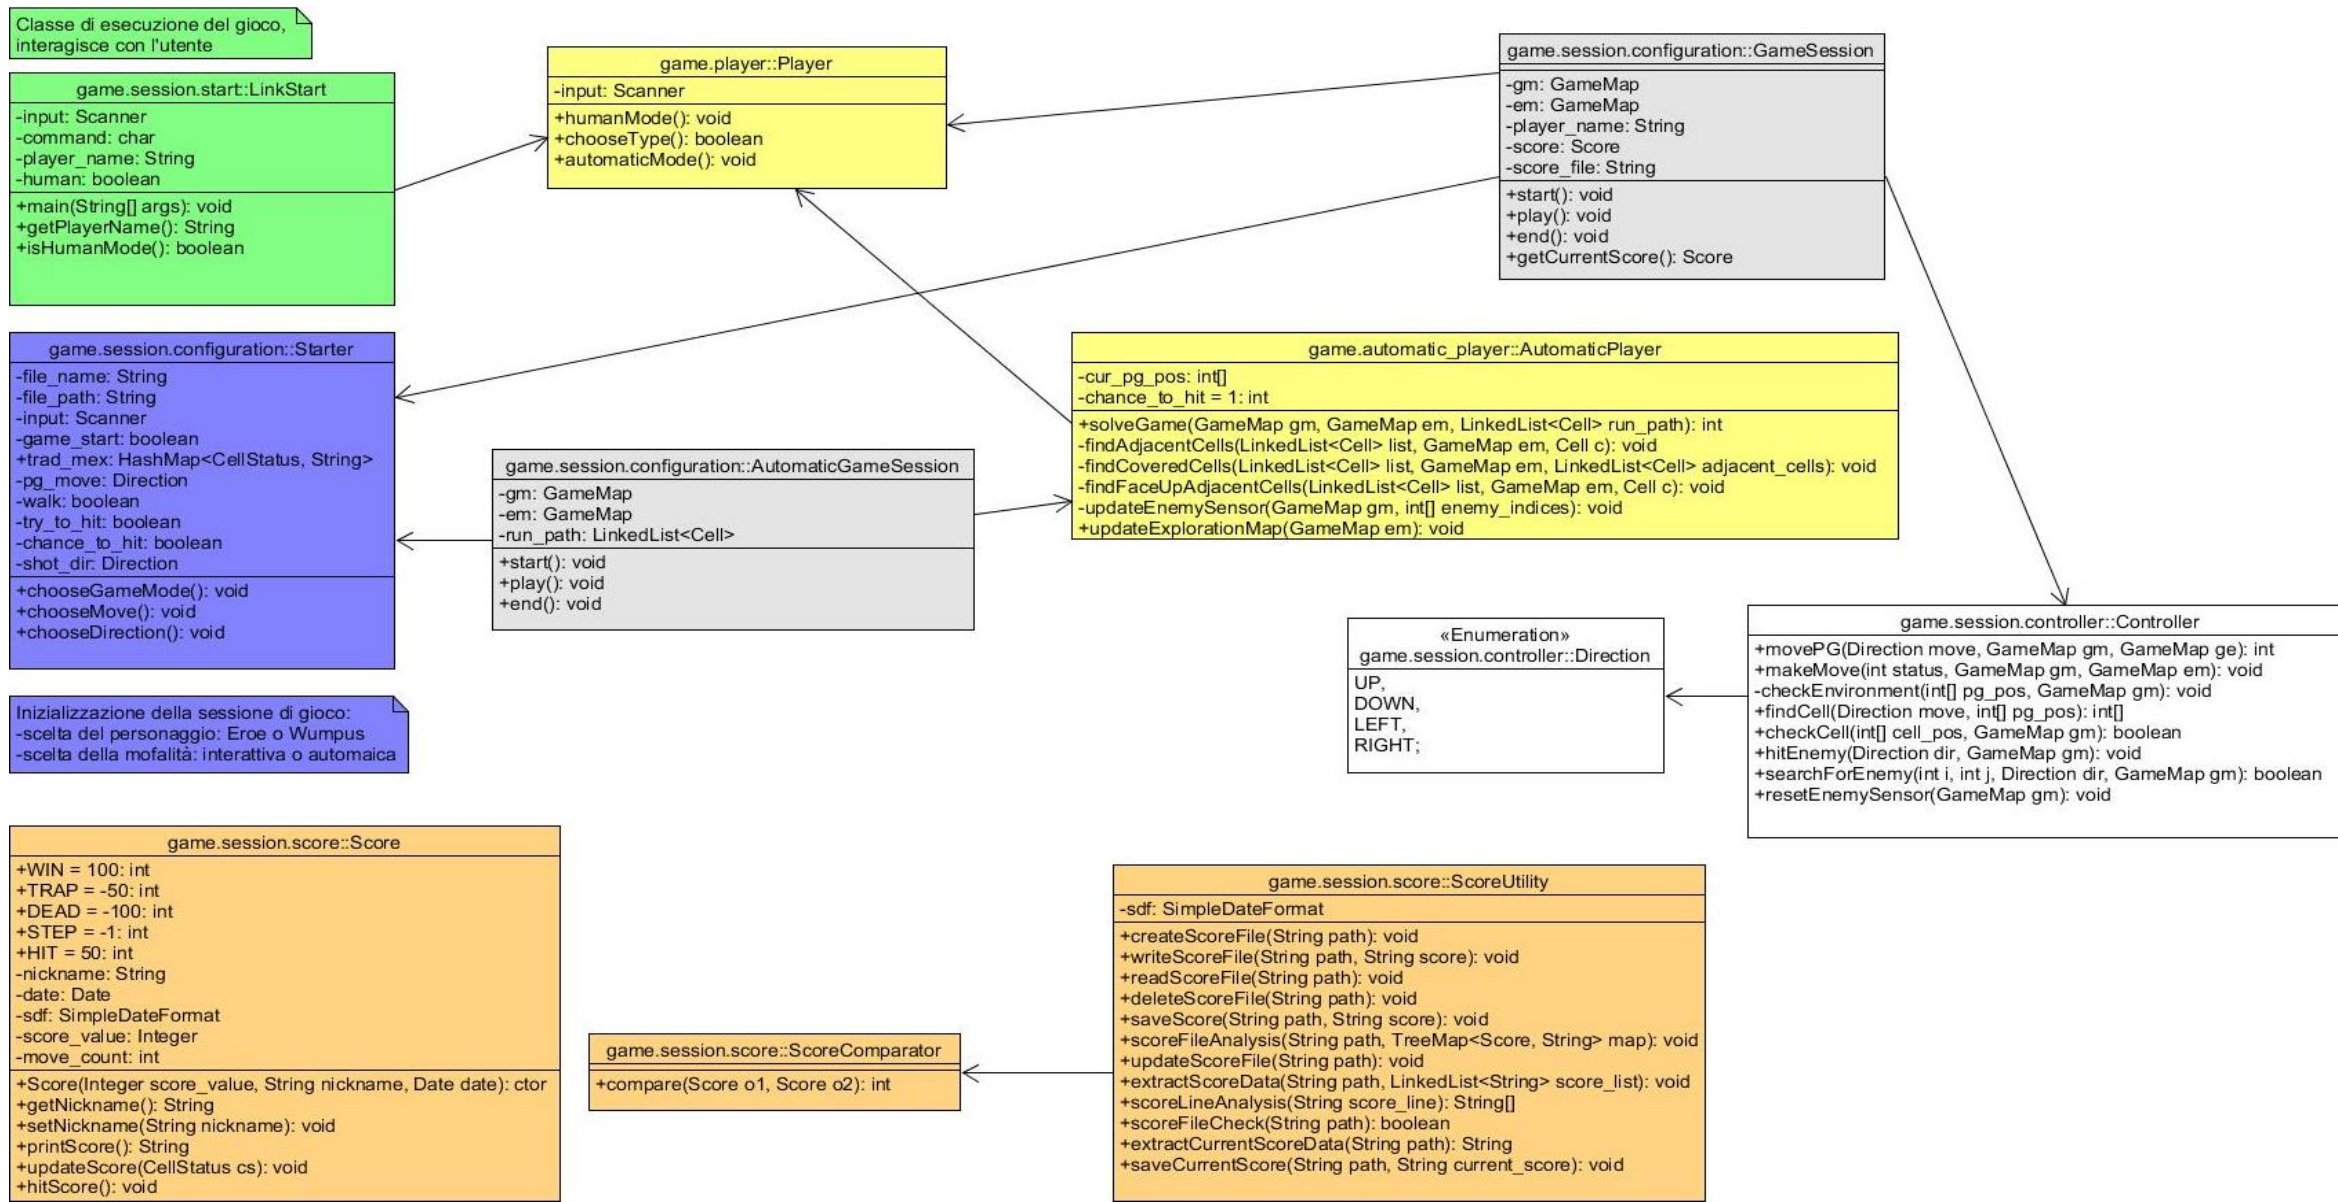 Classe di esecuzione del gioco,
interagisce con l'utente
game.session.start::LinkStart
-input: Scanner
-command: char
-player_name: String
-human: boolean
+main(String[] args): void
+getPlayerName(): String
+isHumanMode(): boolean
game.player::Player
-input: Scanner
+humanMode(): void
+chooseType(): boolean
+automaticMode(): void
game.session.configuration::GameSession
-gm: GameMap
-em: GameMap
-player_name: String
-score: Score
-score_file: String
+start(): void
+play(): void
+end(): void
+getCurrentScore(): Score
game.session.configuration::Starter
-file_name: String
-file_path: String
-input: Scanner
-game_start: boolean
+trad_mex: HashMap<CellStatus, String>
-pg_move: Direction
-walk: boolean
-try_to_hit: boolean
-chance_to_hit: boolean
-shot_dir: Direction
+chooseGameMode(): void
+chooseMove(): void
+chooseDirection(): void
game.session.configuration::AutomaticGameSession
-gm: GameMap
-em: GameMap
-run_path: LinkedList<Cell>
+start(): void
+play(): void
+end(): void
game.automatic_player::AutomaticPlayer
-cur_pg_pos: int[]
-chance_to_hit = 1: int
+solveGame(GameMap gm, GameMap em, LinkedList<Cell> run_path): int
-findAdjacentCells(LinkedList<Cell> list, GameMap em, Cell c): void
-findCoveredCells(LinkedList<Cell> list, GameMap em, LinkedList<Cell> adjacent_cells): void
-findFaceUpAdjacentCells(LinkedList<Cell> list, GameMap em, Cell c): void
-updateEnemySensor(GameMap gm, int[] enemy_indices): void
+updateExplorationMap(GameMap em): void
Inizializzazione della sessione di gioco:
-scelta del personaggio: Eroe o Wumpus
-scelta della mofalità: interattiva o automaica
«Enumeration»
game.session.controller::Direction
UP,
DOWN,
LEFT,
RIGHT;
game.session.controller::Controller
+movePG(Direction move, GameMap gm, GameMap ge): int
+makeMove(int status, GameMap gm, GameMap em): void
-checkEnvironment(int[] pg_pos, GameMap gm): void
+findCell(Direction move, int[] pg_pos): int[]
+checkCell(int[] cell_pos, GameMap gm): boolean
+hitEnemy(Direction dir, GameMap gm): void
+searchForEnemy(int i, int j, Direction dir, GameMap gm): boolean
+resetEnemySensor(GameMap gm): void
game.session.score::Score
+WIN = 100: int
+TRAP = -50: int
+DEAD = -100: int
+STEP = -1: int
+HIT = 50: int
-nickname: String
-date: Date
-sdf: SimpleDateFormat
-score_value: Integer
-move_count: int
+Score(Integer score_value, String nickname, Date date): ctor
+getNickname(): String
+setNickname(String nickname): void
+printScore(): String
+updateScore(CellStatus cs): void
+hitScore(): void
game.session.score::ScoreComparator
+compare(Score o1, Score o2): int
game.session.score::ScoreUtility
-sdf: SimpleDateFormat
+createScoreFile(String path): void
+writeScoreFile(String path, String score): void
+readScoreFile(String path): void
+deleteScoreFile(String path): void
+saveScore(String path, String score): void
+scoreFileAnalysis(String path, TreeMap<Score, String> map): void
+updateScoreFile(String path): void
+extractScoreData(String path, LinkedList<String> score_list): void
+scoreLineAnalysis(String score_line): String[]
+scoreFileCheck(String path): boolean
+extractCurrentScoreData(String path): String
+saveCurrentScore(String path, String current_score): void